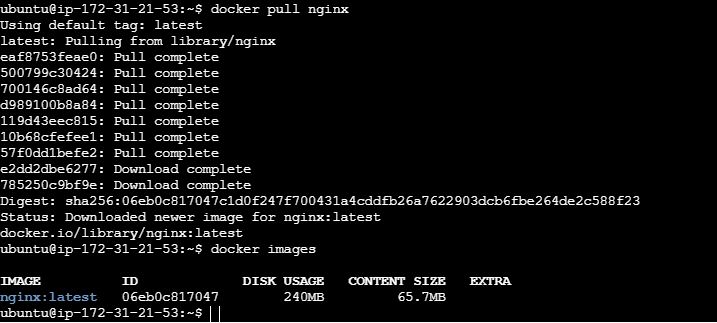 ubuntu@ip-172-31-21-53:~$ docker pull nginx
Using default tag: latest
latest: Pulling from library/nginx
eaf8753feae0: Pull complete
500799c30424: Pull complete
700146c8ad64: Pull complete
d989100b8a84: Pull complete
119d43eec815: Pull complete
10b68cfefee1: Pull complete
57f0dd1befe2: Pull complete
e2dd2dbe6277: Download complete
785250c9bf9e: Download complete
Digest: sha256:06eb0c817047c1d0f247f700431a4cddfb26a7622903dcb6fbe264de2c588f23
Status: Downloaded newer image for nginx:latest
docker.io/library/nginx:latest
ubuntu@ip-172-31-21-53:~$ docker images
IMAGE ID DISK USAGE CONTENT SIZE EXTRA
nginx:latest 06eb0c817047 240MB 65.7MB
ubuntu@ip-172-31-21-53:~$